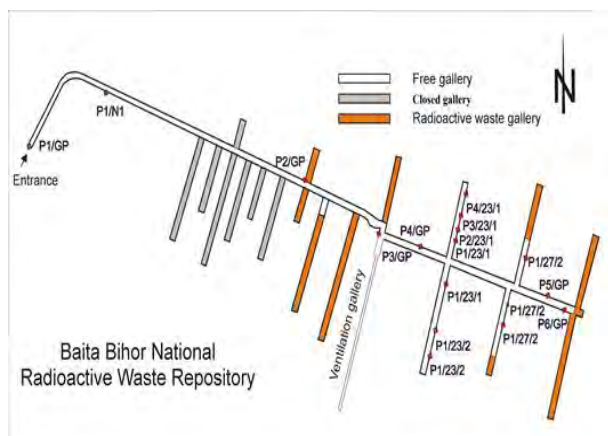 Free gallery
Closed gallery
Radioactive waste gallery
N
P1/N1
P1/GP
Entrance
P2/GP
P4/23/1
P3/23/1
P2/23/1
P1/23/1
P4/GP
P3/GP
P1/27/2
P1/23/1
P5/GP
P1/27/2
P6/GP
P1/27/2
P1/23/2
P1/23/2
Ventilation gallery
Baita Bihor National
Radioactive Waste Repository